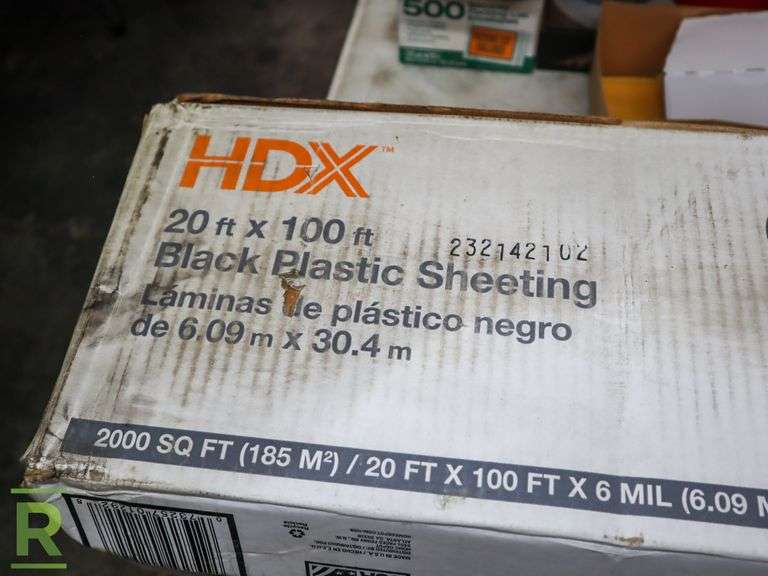 500
HDX™
20 ft x 100 ft
232142102
Black Plastic Sheeting
Láminas de plástico negro
de 6.09 m x 30.4 m
2000 SQ FT (185 M²) / 20 FT X 100 FT X 6 MIL (6.09
R